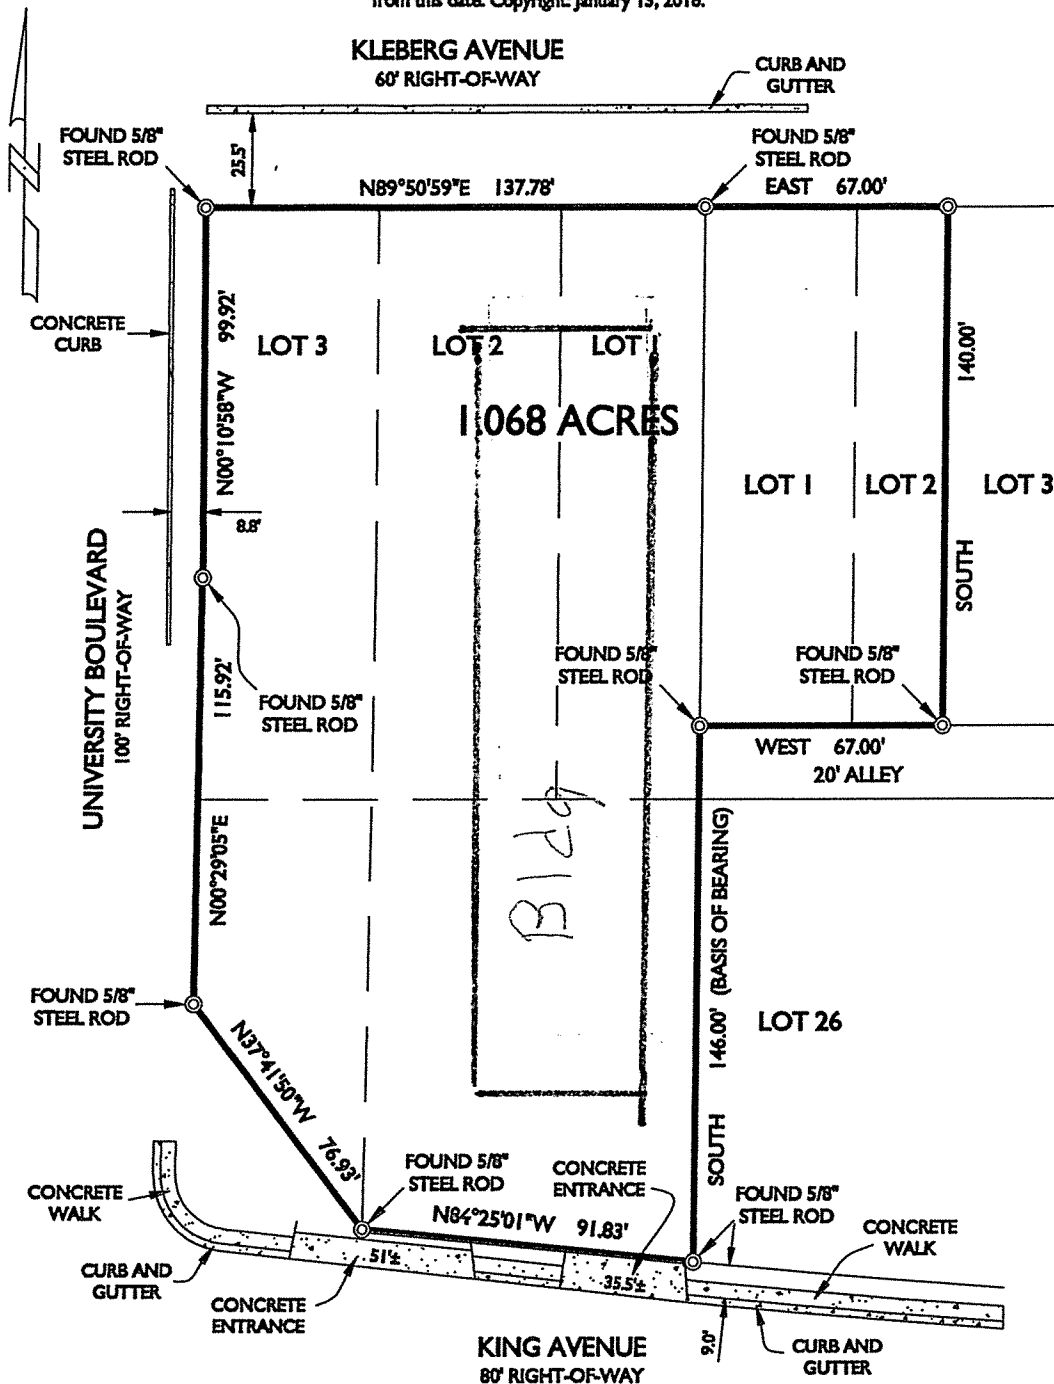 from this date. Copyright: January 15, 2016.
KLEBERG AVENUE
60' RIGHT-OF-WAY
CURB AND
GUTTER
FOUND 5/8"
STEEL ROD
25.5'
FOUND 5/8"
STEEL ROD
N89°50'59"E 137.78'
EAST 67.00'
CONCRETE
CURB
N00°10'58"W 99.92'
LOT 3
LOT 2
LOT
140.00'
SOUTH
1.068 ACRES
LOT 1
LOT 2
LOT 3
8.8'
UNIVERSITY BOULEVARD
100' RIGHT-OF-WAY
FOUND 5/8"
STEEL ROD
N00°29'05"E 115.92'
FOUND 5/8"
STEEL ROD
FOUND 5/8"
STEEL ROD
WEST 67.00'
20' ALLEY
Bldg
SOUTH 146.00' (BASIS OF BEARING)
FOUND 5/8"
STEEL ROD
LOT 26
N37°41'50"W 76.93'
CONCRETE
WALK
FOUND 5/8"
STEEL ROD
CONCRETE
ENTRANCE
N84°25'01"W 91.83'
FOUND 5/8"
STEEL ROD
CONCRETE
WALK
51'±
35.5'±
CURB AND
GUTTER
CONCRETE
ENTRANCE
KING AVENUE
80' RIGHT-OF-WAY
9.0'
CURB AND
GUTTER